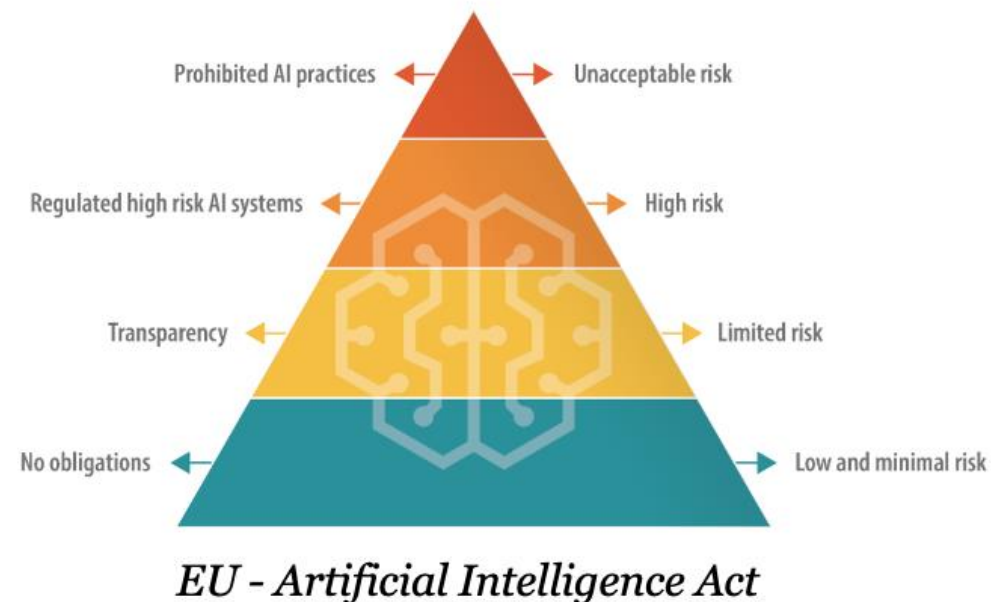 Prohibited AI practices
Unacceptable risk
Regulated high risk AI systems
High risk
Transparency
Limited risk
No obligations
Low and minimal risk
EU - Artificial Intelligence Act